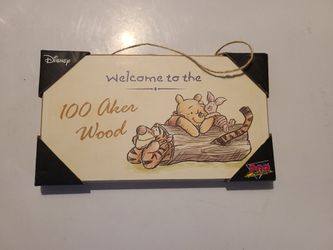 Disney
Welcome to the
100 Aker
Wood